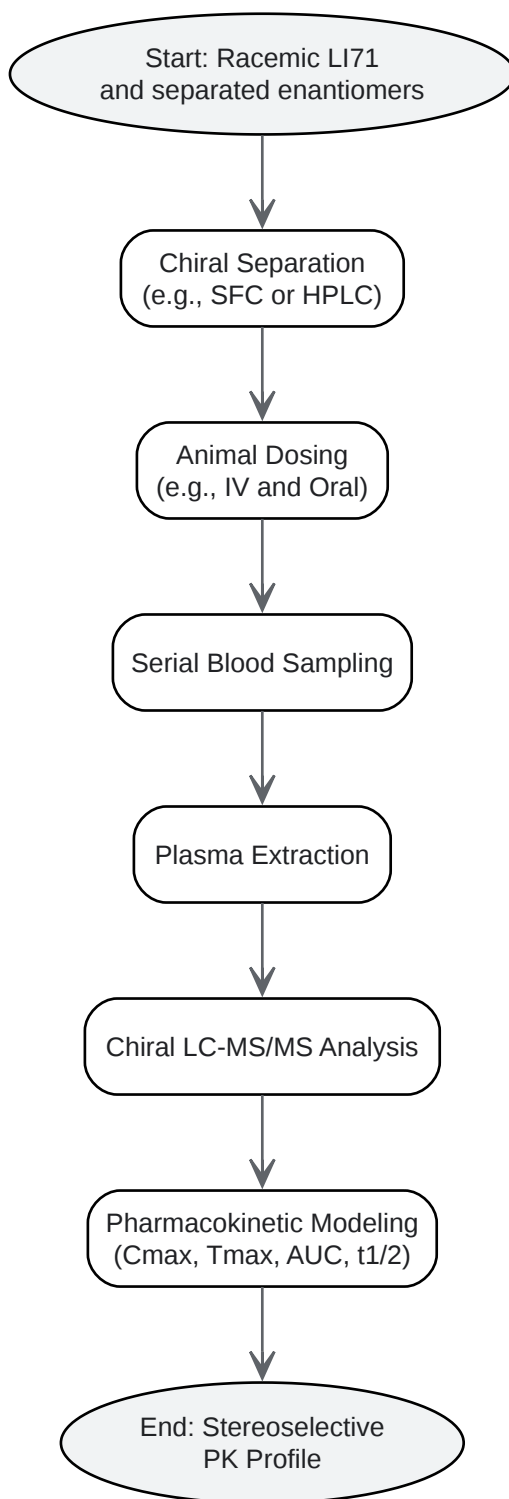 Start: Racemic LI71
and separated enantiomers
Chiral Separation
(e.g., SFC or HPLC)
Animal Dosing
(e.g., IV and Oral)
Serial Blood Sampling
Plasma Extraction
Chiral LC-MS/MS Analysis
Pharmacokinetic Modeling
(Cmax, Tmax, AUC, t1/2)
End: Stereoselective
PK Profile